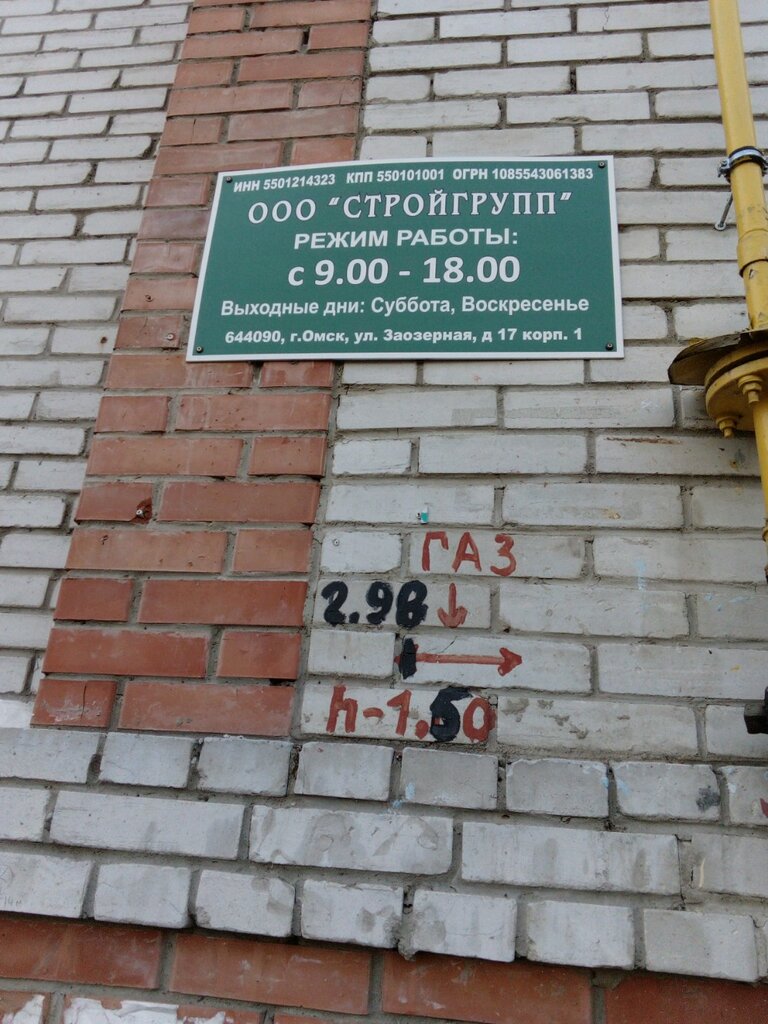 ИНН 5501214323 КПП 550101001 ОГРН 1085543061383
ООО "СТРОЙГРУПП"
РЕЖИМ РАБОТЫ:
с 9.00 - 18.00
Выходные дни: Суббота, Воскресенье
644090, г.Омск, ул. Заозерная, д 17 корп. 1
ГАЗ
2.98
h-1,50